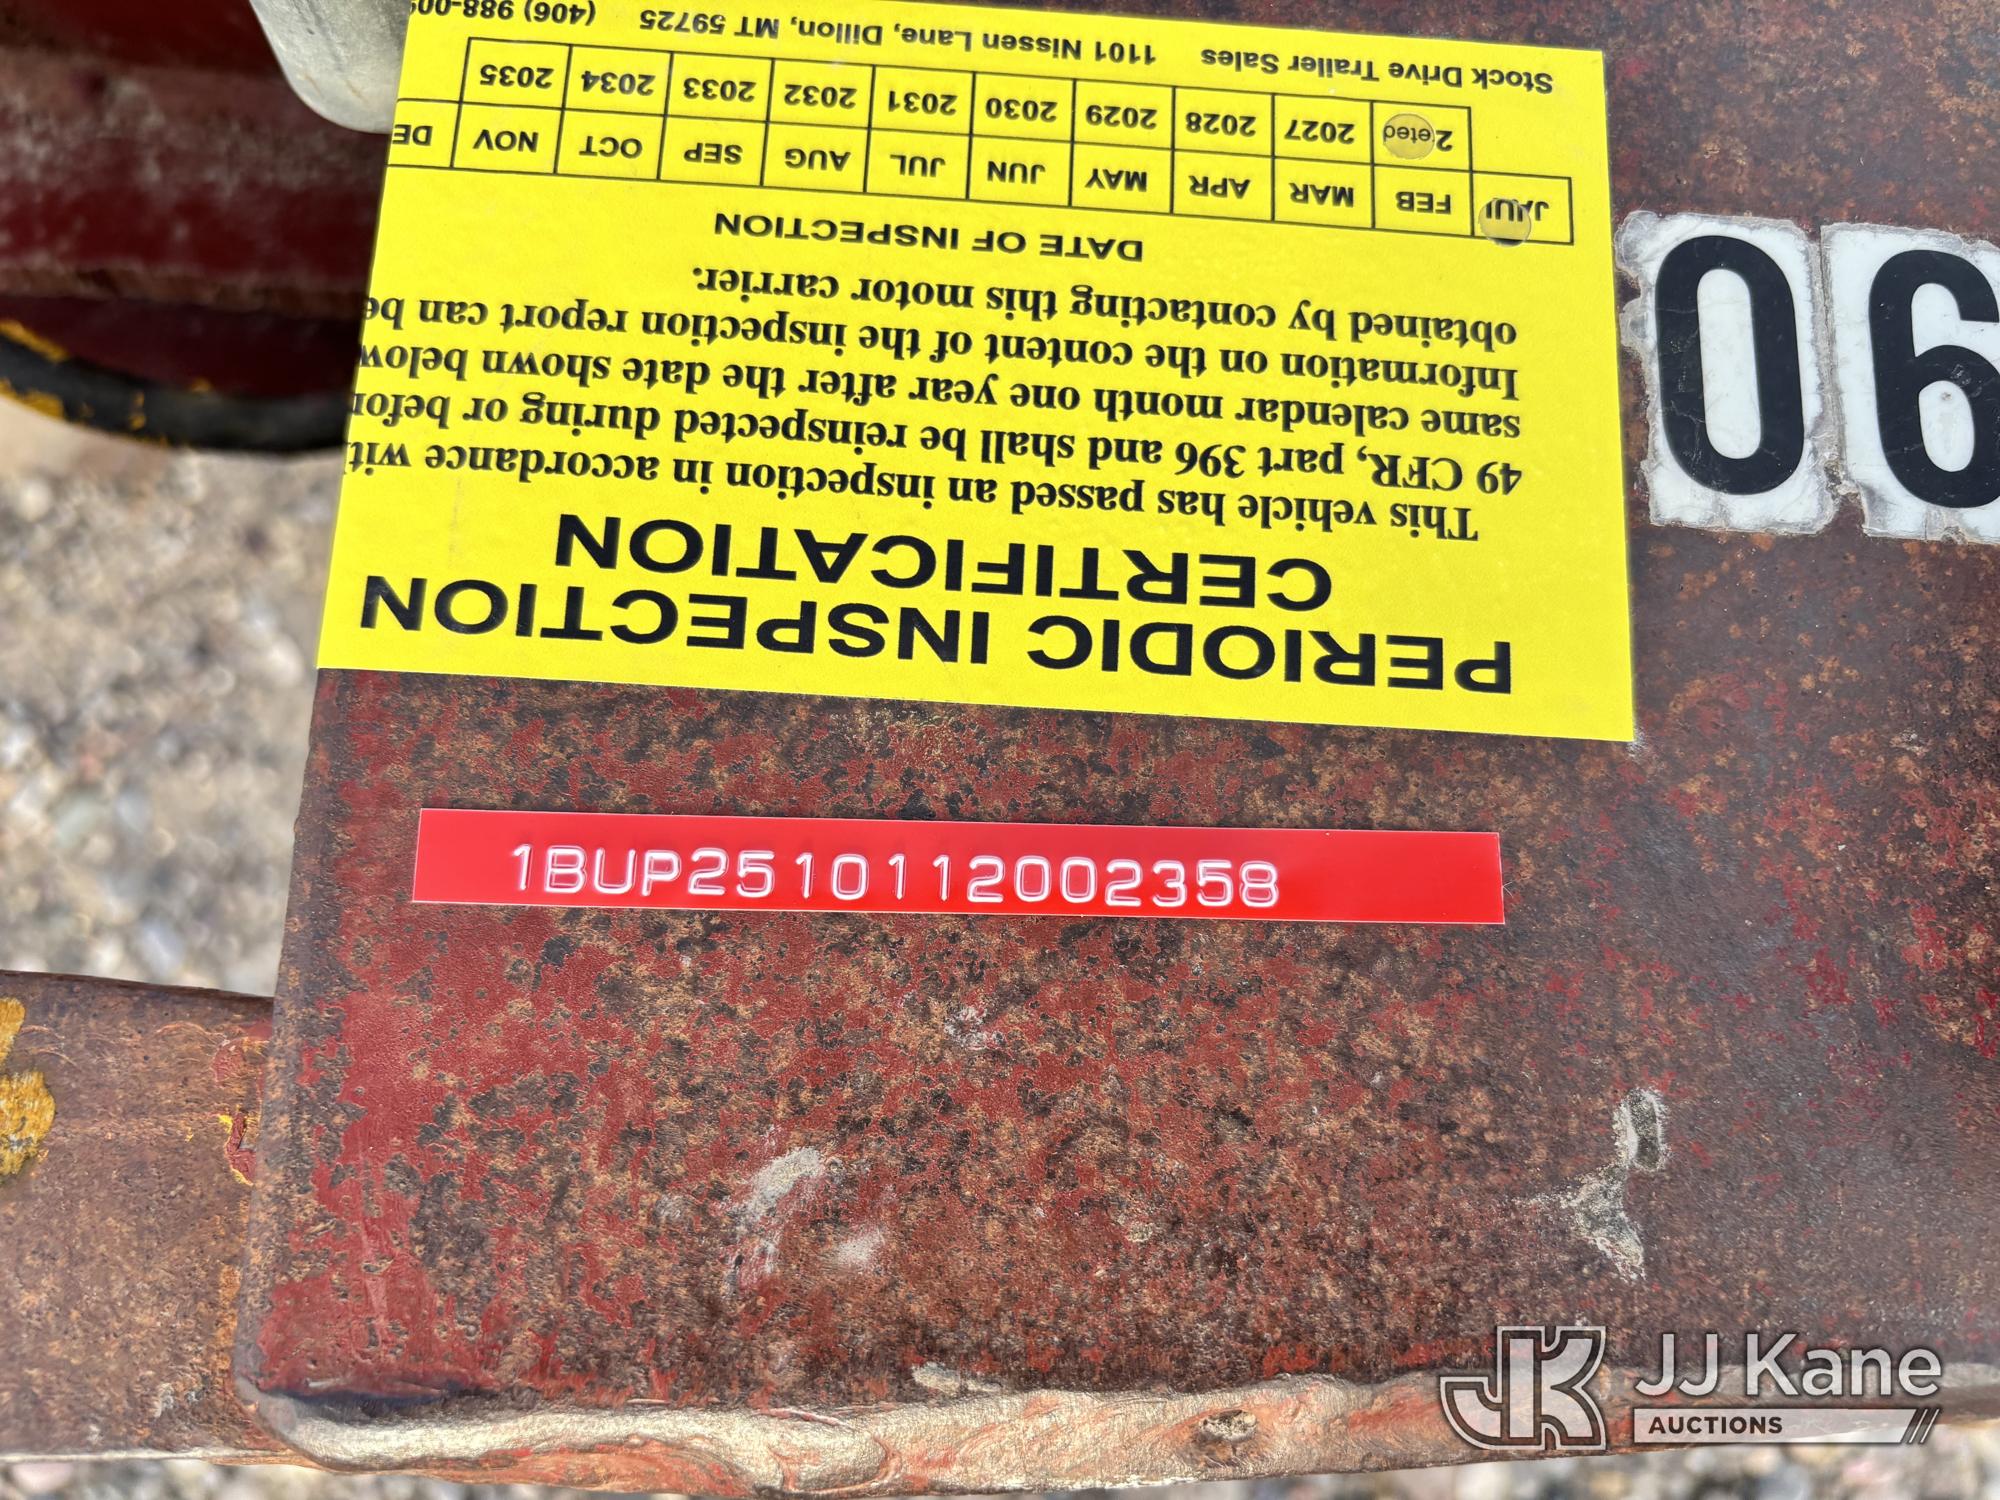 PERIODIC INSPECTION
CERTIFICATION
This vehicle has passed an inspection in accordance with
49 CFR, part 396 and shall be reinspected during or before
same calendar month one year after the date shown below
Information on the content of the inspection report can be
obtained by contacting this motor carrier.
DATE OF INSPECTION
FEB MAR APR MAY JUN JUL AUG SEP OCT NOV DE
2027 2028 2029 2030 2031 2032 2033 2034 2035
Stock Drive Trailer Sales 1101 Nissen Lane, Dillon, MT 59725 (406) 988-00
06
1BUP2510112002358
JJ Kane
AUCTIONS